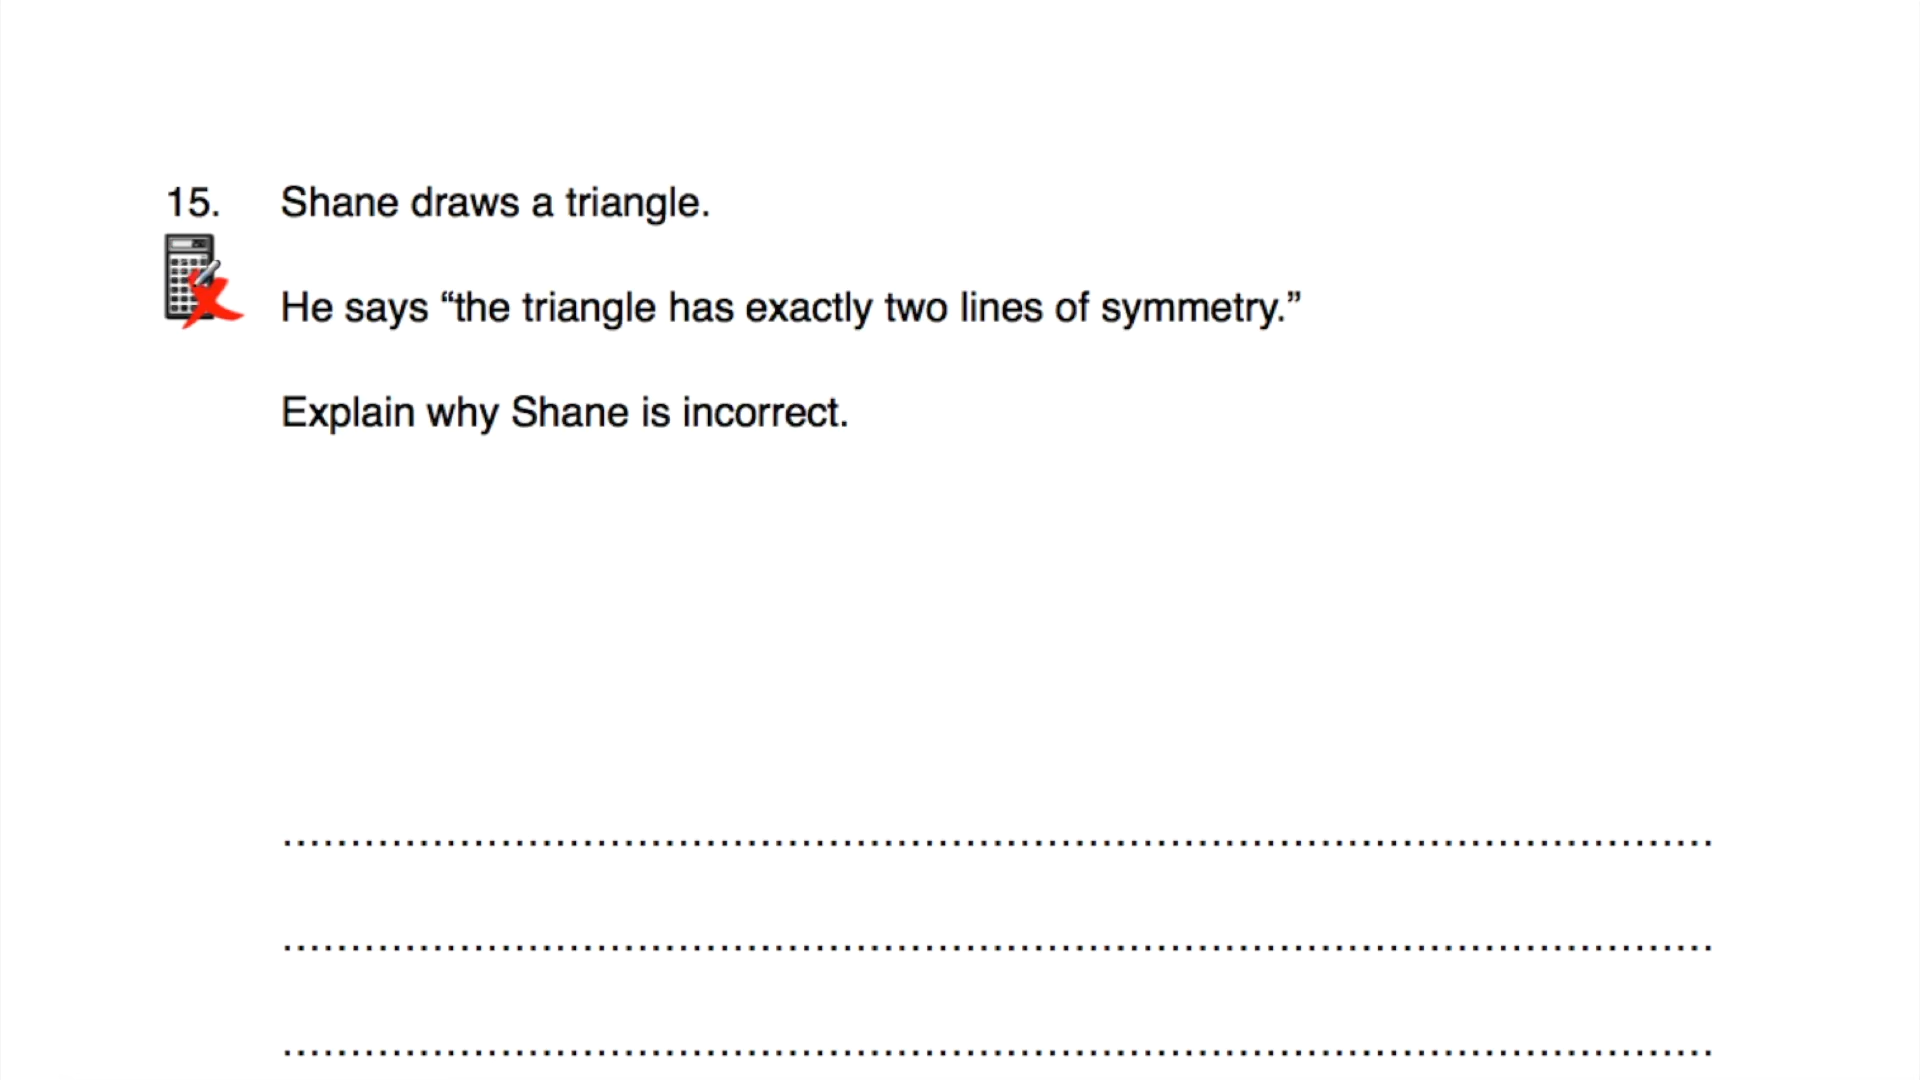 15. Shane draws a triangle.
He says “the triangle has exactly two lines of symmetry.”
Explain why Shane is incorrect.